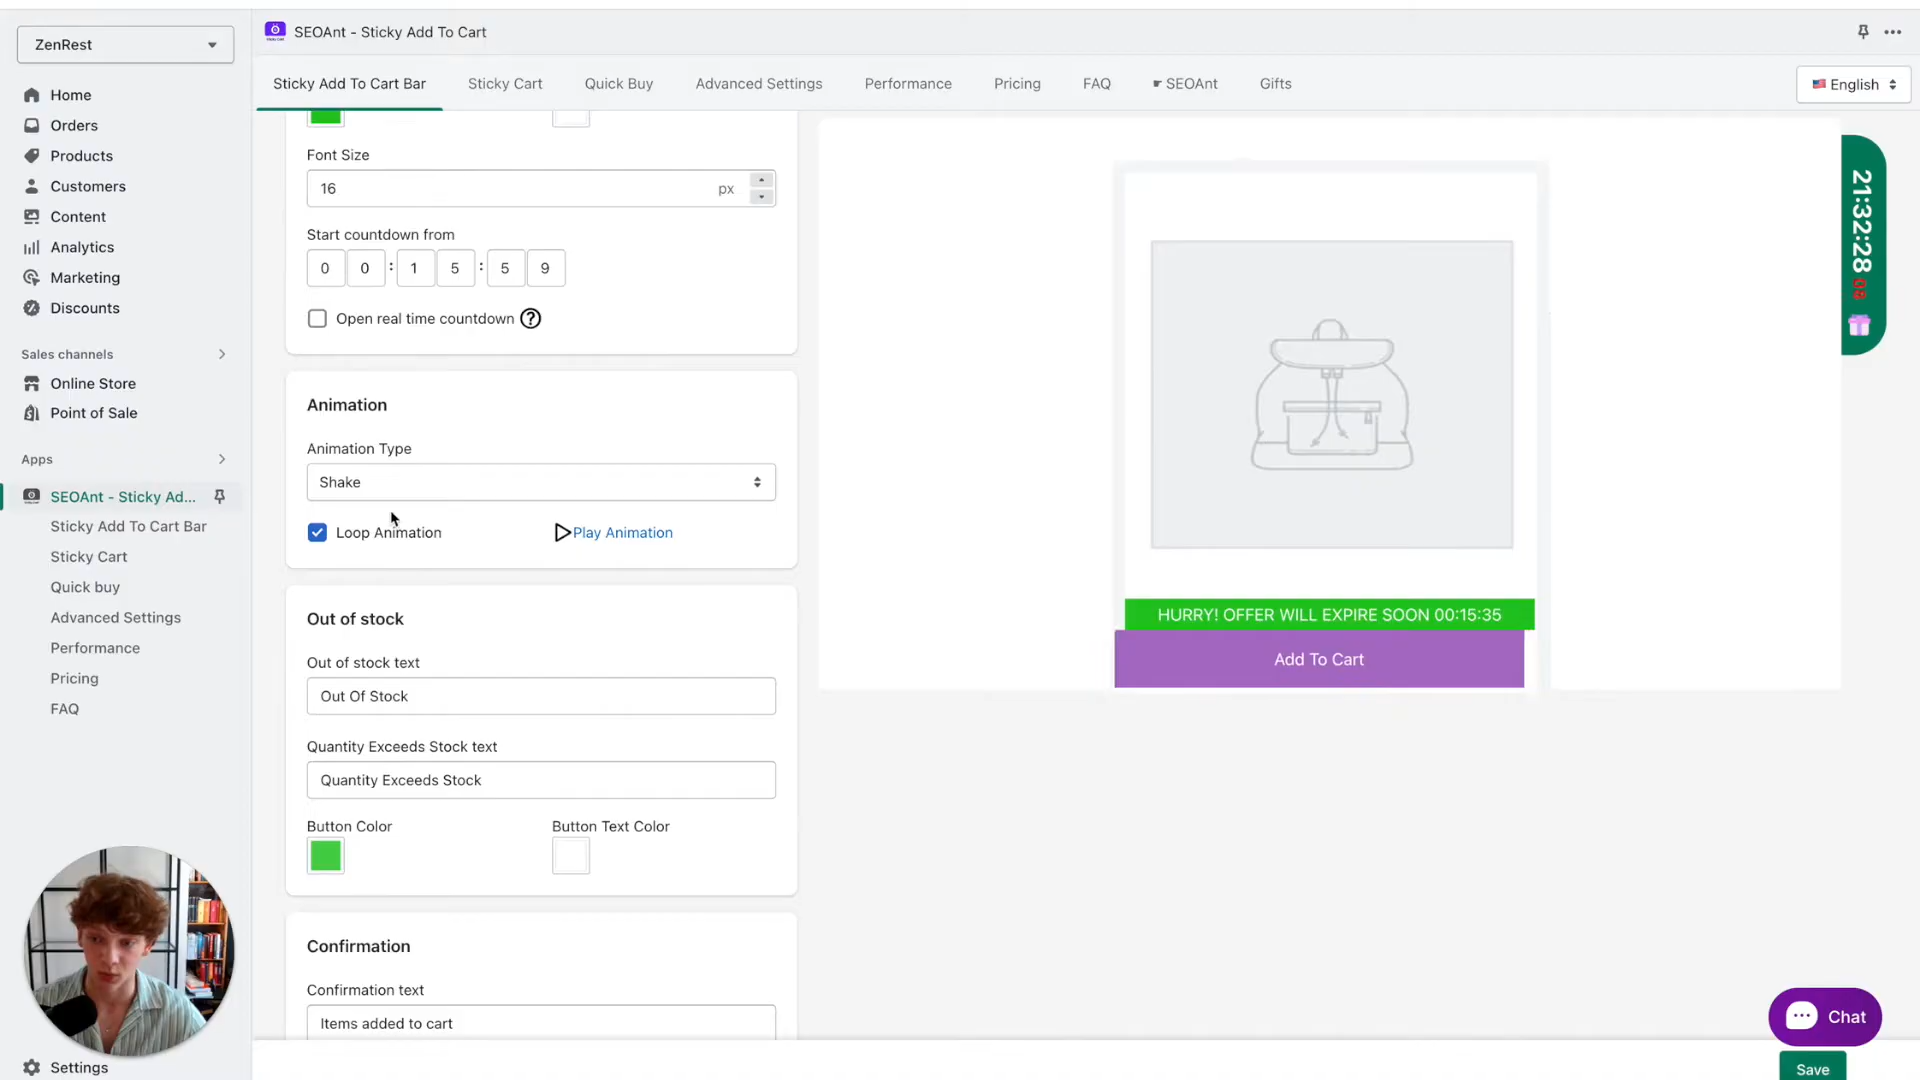 ZenRest
SEOAnt - Sticky Add To Cart
Sticky Add To Cart Bar
Sticky Cart
Quick Buy
Advanced Settings
Performance
Pricing
FAQ
☛ SEOAnt
Gifts
English
Home
Orders
Products
Customers
Content
Analytics
Marketing
Discounts
Sales channels
Online Store
Point of Sale
Apps
SEOAnt - Sticky Ad...
Sticky Add To Cart Bar
Sticky Cart
Quick buy
Advanced Settings
Performance
Pricing
FAQ
Settings
Font Size
16 px
Start countdown from
0 0 : 1 5 : 5 9
Open real time countdown ?
Animation
Animation Type
Shake
Loop Animation
Play Animation
Out of stock
Out of stock text
Out Of Stock
Quantity Exceeds Stock text
Quantity Exceeds Stock
Button Color
Button Text Color
Confirmation
Confirmation text
Items added to cart
HURRY! OFFER WILL EXPIRE SOON 00:15:35
Add To Cart
21:32:28
Chat
Save